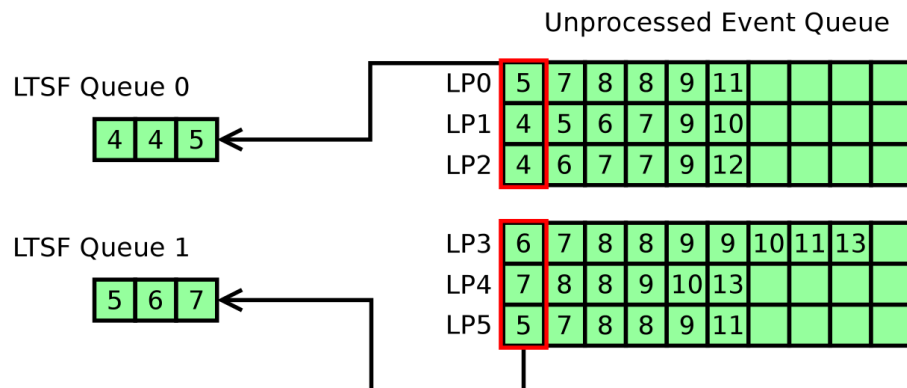 Unprocessed Event Queue
LTSF Queue 0
4 4 5
LP0 5 7 8 8 9 11
LP1 4 5 6 7 9 10
LP2 4 6 7 7 9 12
LTSF Queue 1
5 6 7
LP3 6 7 8 8 9 9 10 11 13
LP4 7 8 8 9 10 13
LP5 5 7 8 8 9 11